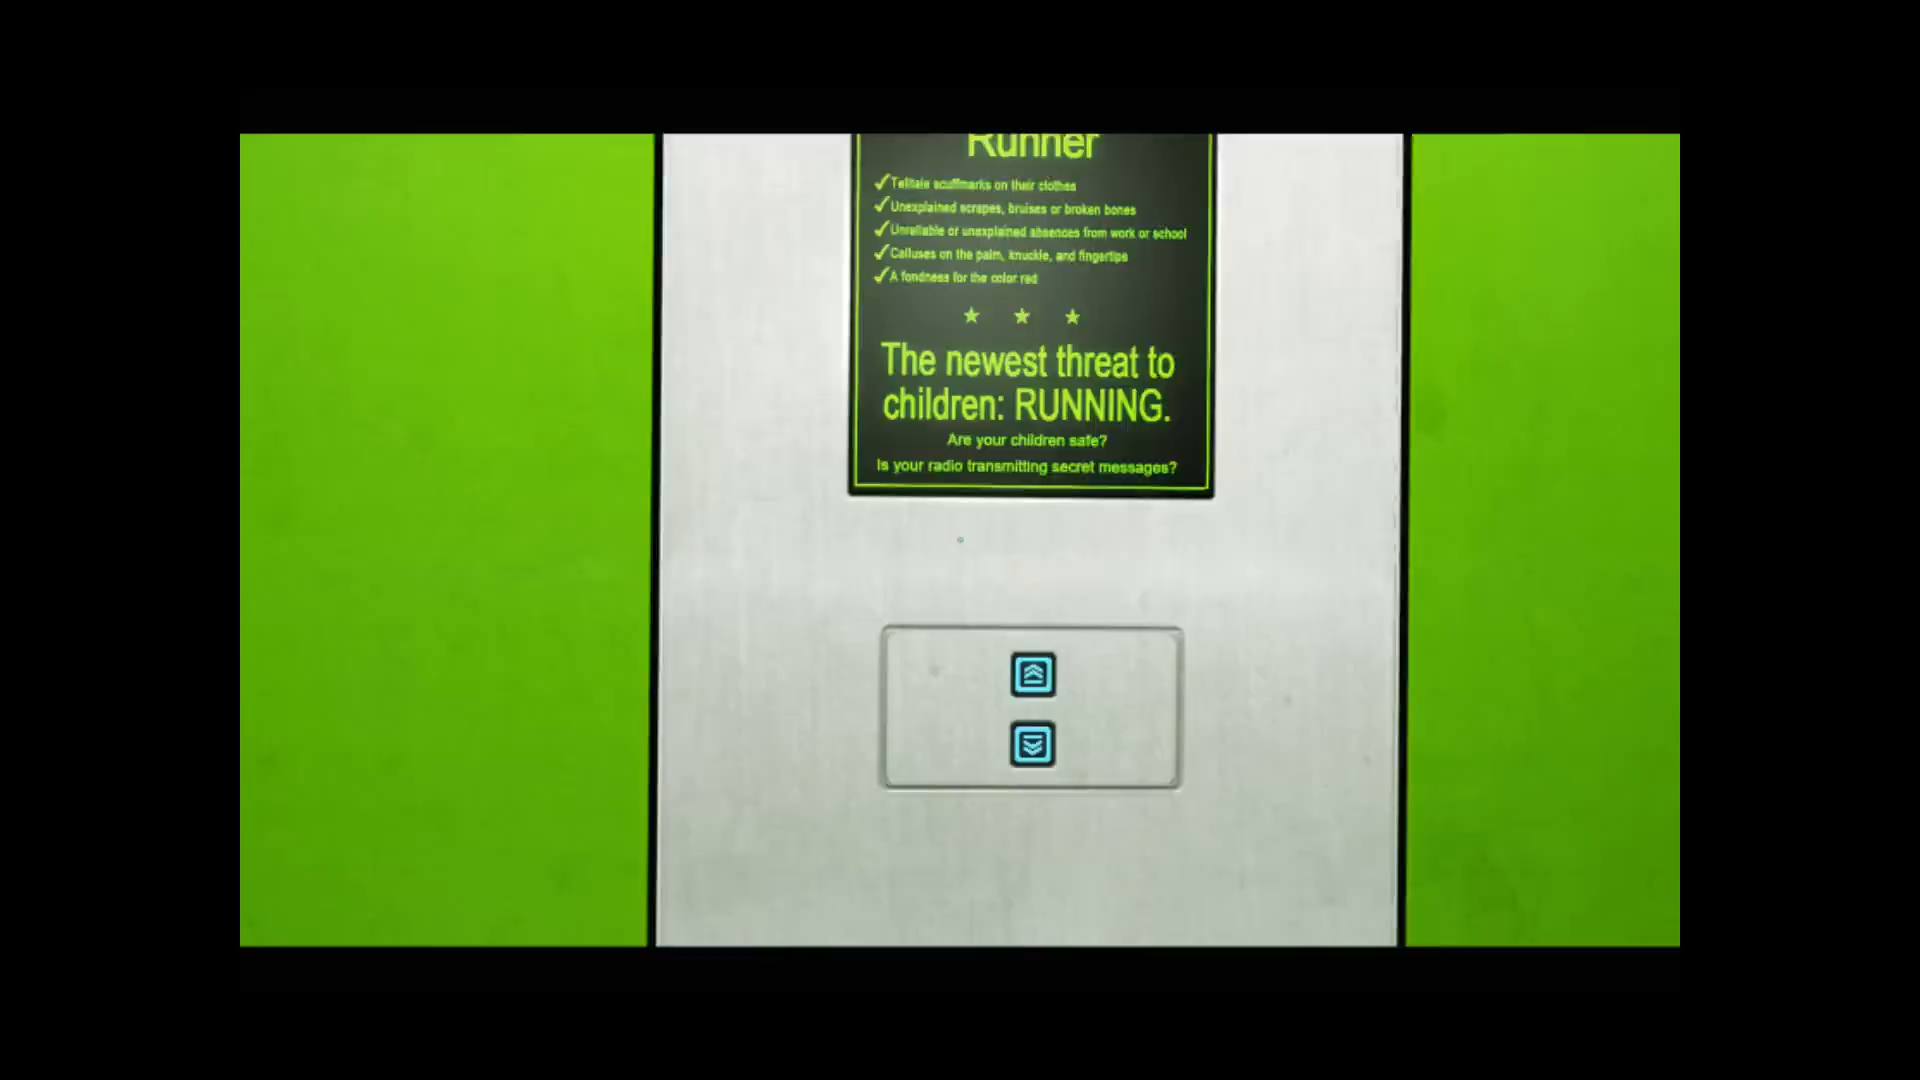 Runner
✓Telltale scuffmarks on their clothes
✓Unexplained scrapes, bruises or broken bones
✓Unreliable or unexplained absences from work or school
✓Calluses on the palm, knuckle, and fingertips
✓A fondness for the color red
★ ★ ★
The newest threat to
children: RUNNING.
Are your children safe?
Is your radio transmitting secret messages?